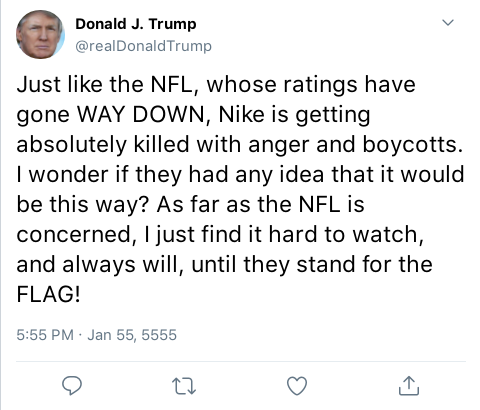 Donald J. Trump
@realDonaldTrump
Just like the NFL, whose ratings have
gone WAY DOWN, Nike is getting
absolutely killed with anger and boycotts.
I wonder if they had any idea that it would
be this way? As far as the NFL is
concerned, I just find it hard to watch,
and always will, until they stand for the
FLAG!
5:55 PM · Jan 55, 5555